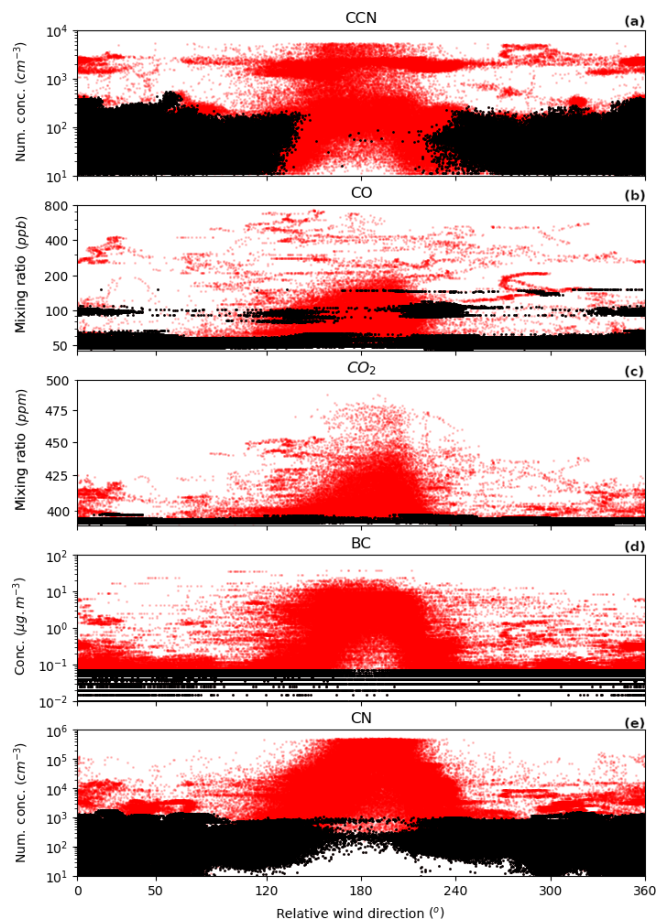 CCN (a)
Num. conc. (cm⁻³)
10⁴
10³
10²
10¹
CO (b)
Mixing ratio (ppb)
800
400
200
100
50
CO₂ (c)
Mixing ratio (ppm)
500
475
450
425
400
BC (d)
Conc. (μg.m⁻³)
10²
10¹
10⁰
10⁻¹
10⁻²
CN (e)
Num. conc. (cm⁻³)
10⁶
10⁵
10⁴
10³
10²
10¹
0 50 120 180 240 300 360
Relative wind direction (°)